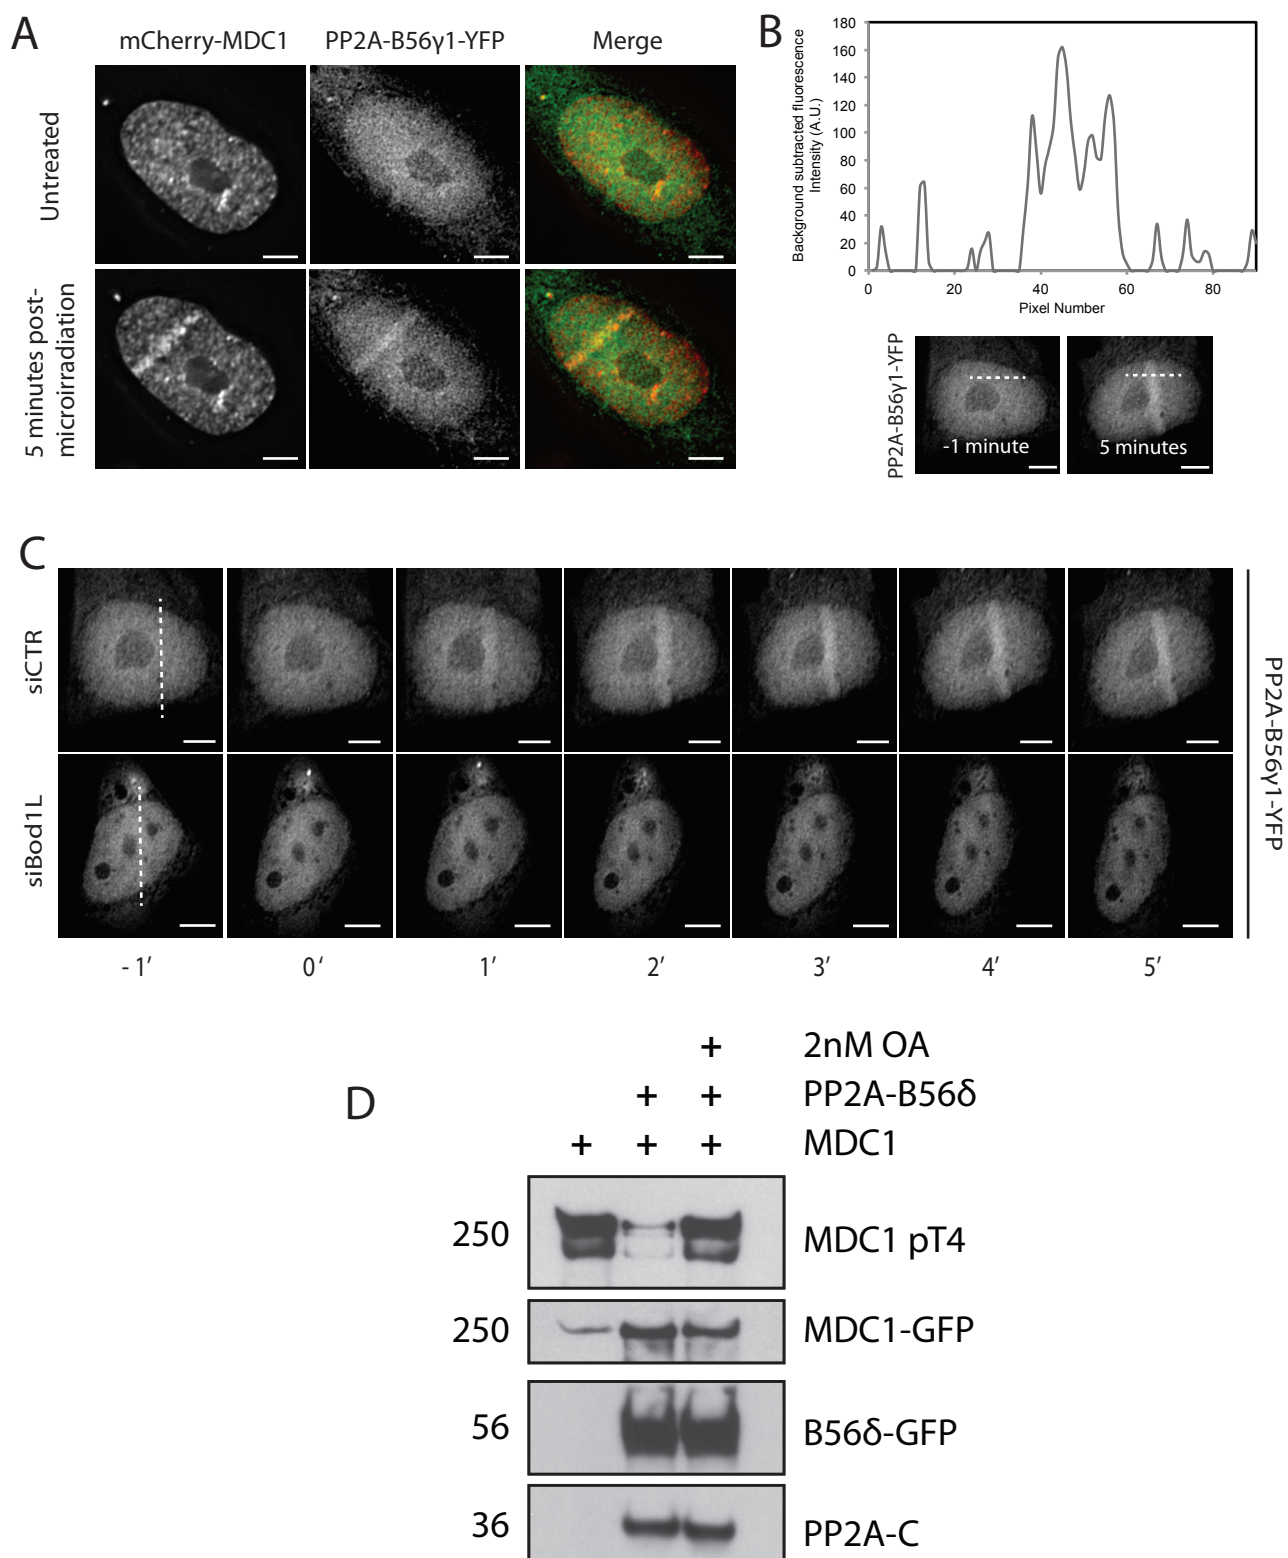 A
mCherry-MDC1 PP2A-B56γ1-YFP Merge
Untreated
5 minutes post-
microirradiation
B
Background subtracted fluorescence
Intensity (A.U.)
180
160
140
120
100
80
60
40
20
0
0 20 40 60 80
Pixel Number
PP2A-B56γ1-YFP
-1 minute 5 minutes
C
siCTR
siBod1L
PP2A-B56γ1-YFP
- 1′ 0′ 1′ 2′ 3′ 4′ 5′
D
+ 2nM OA
+ + PP2A-B56δ
+ + + MDC1
250 MDC1 pT4
250 MDC1-GFP
56 B56δ-GFP
36 PP2A-C